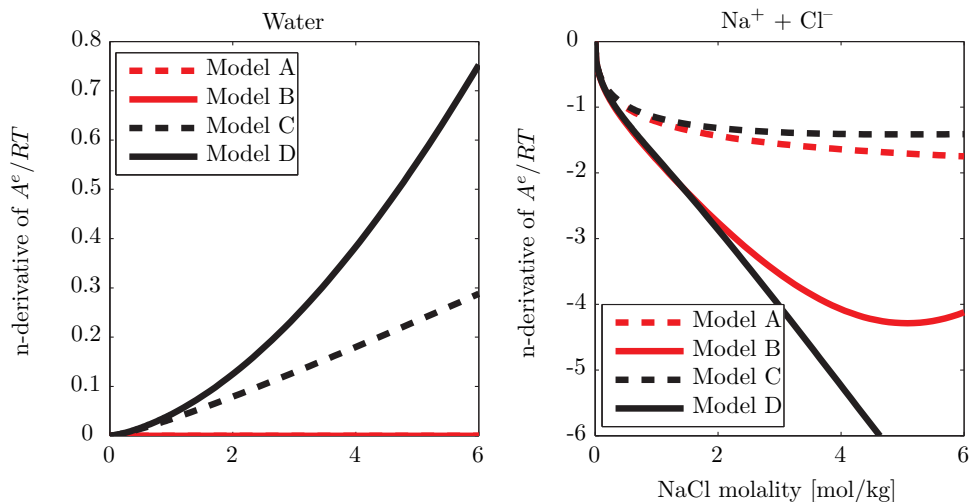 Water
n-derivative of A^e/RT
0.8
0.7
0.6
0.5
0.4
0.3
0.2
0.1
0
0
2
4
6
Model A
Model B
Model C
Model D
Na⁺ + Cl⁻
n-derivative of A^e/RT
0
-1
-2
-3
-4
-5
-6
0
2
4
6
Model A
Model B
Model C
Model D
NaCl molality [mol/kg]